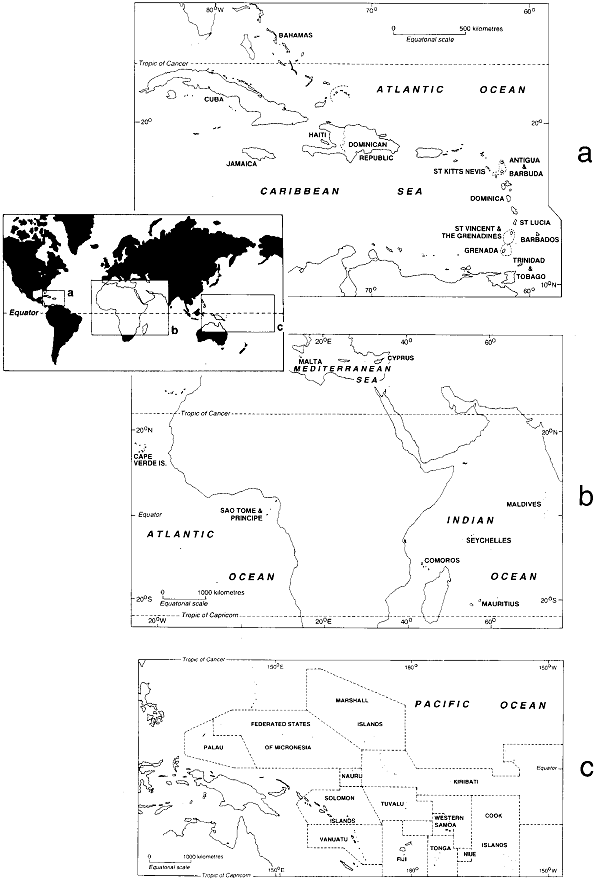 80°W
70°
60°
0 500 kilometres
Equatorial scale
BAHAMAS
Tropic of Cancer
ATLANTIC OCEAN
CUBA
20°
20°
HAITI
DOMINICAN
REPUBLIC
JAMAICA
ANTIGUA
&
BARBUDA
ST KITTS NEVIS
CARIBBEAN SEA
DOMINICA
ST LUCIA
ST VINCENT &
THE GRENADINES
BARBADOS
GRENADA
TRINIDAD
&
TOBAGO
70°
60°
10°N
a
a
Equator
b
c
20°E
40°
60°
MALTA
CYPRUS
MEDITERRANEAN
SEA
Tropic of Cancer
20°N
20°N
CAPE
VERDE IS.
SAO TOME &
PRINCIPE
MALDIVES
Equator
INDIAN
ATLANTIC
SEYCHELLES
COMOROS
OCEAN
OCEAN
0 1000 kilometres
Equatorial scale
20°S
20°S
MAURITIUS
Tropic of Capricorn
20°W
20°E
40°
60°
b
Tropic of Cancer
150°E
180°
150°W
MARSHALL
ISLANDS
PACIFIC OCEAN
FEDERATED STATES
OF MICRONESIA
PALAU
Equator
NAURU
KIRIBATI
SOLOMON
ISLANDS
TUVALU
WESTERN
SAMOA
COOK
ISLANDS
VANUATU
FIJI
TONGA
NIUE
0 1000 kilometres
Equatorial scale
150°E
180°
150°W
Tropic of Capricorn
c